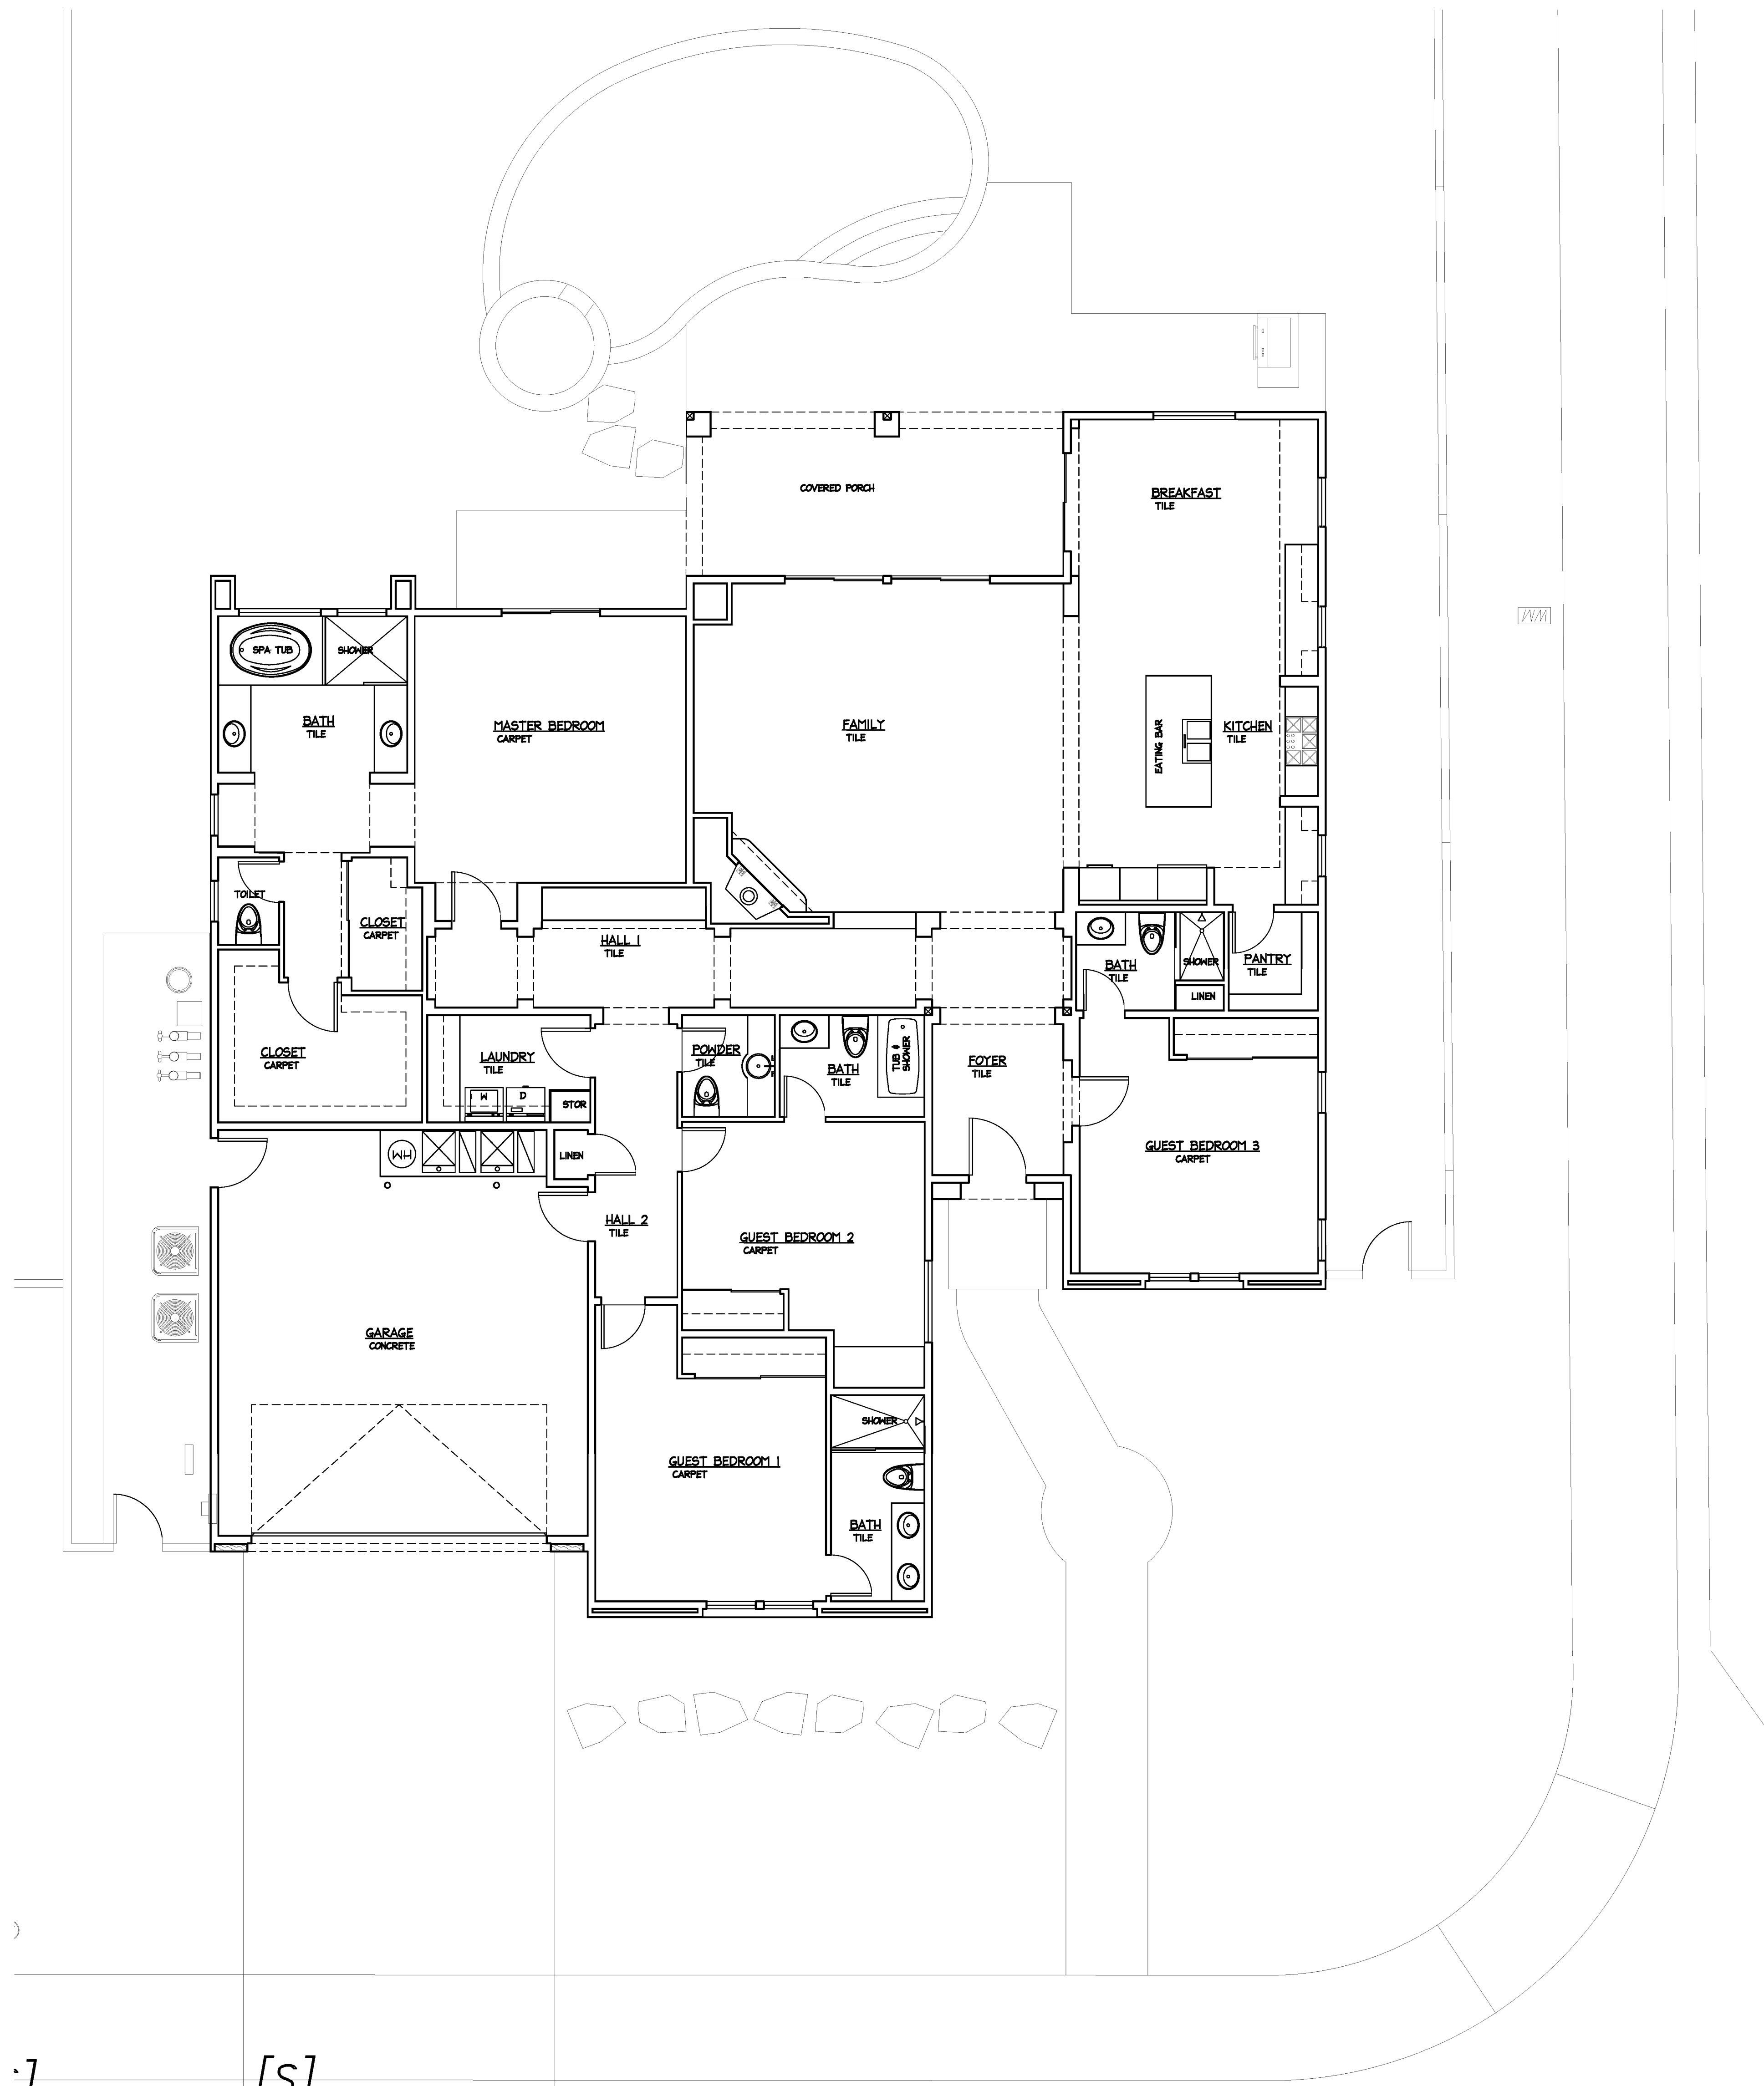 COVERED PORCH
BREAKFAST
TILE
SPA TUB
SHOWER
BATH
TILE
MASTER BEDROOM
CARPET
FAMILY
TILE
EATING BAR
KITCHEN
TILE
TOILET
CLOSET
CARPET
HALL 1
TILE
BATH
TILE
SHOWER
LINEN
PANTRY
TILE
CLOSET
CARPET
LAUNDRY
TILE
W
D
STOR
POWDER
TILE
BATH
TILE
TUB &
SHOWER
FOYER
TILE
GUEST BEDROOM 3
CARPET
WH
LINEN
HALL 2
TILE
GUEST BEDROOM 2
CARPET
GARAGE
CONCRETE
SHOWER
GUEST BEDROOM 1
CARPET
BATH
TILE
WM
[S]